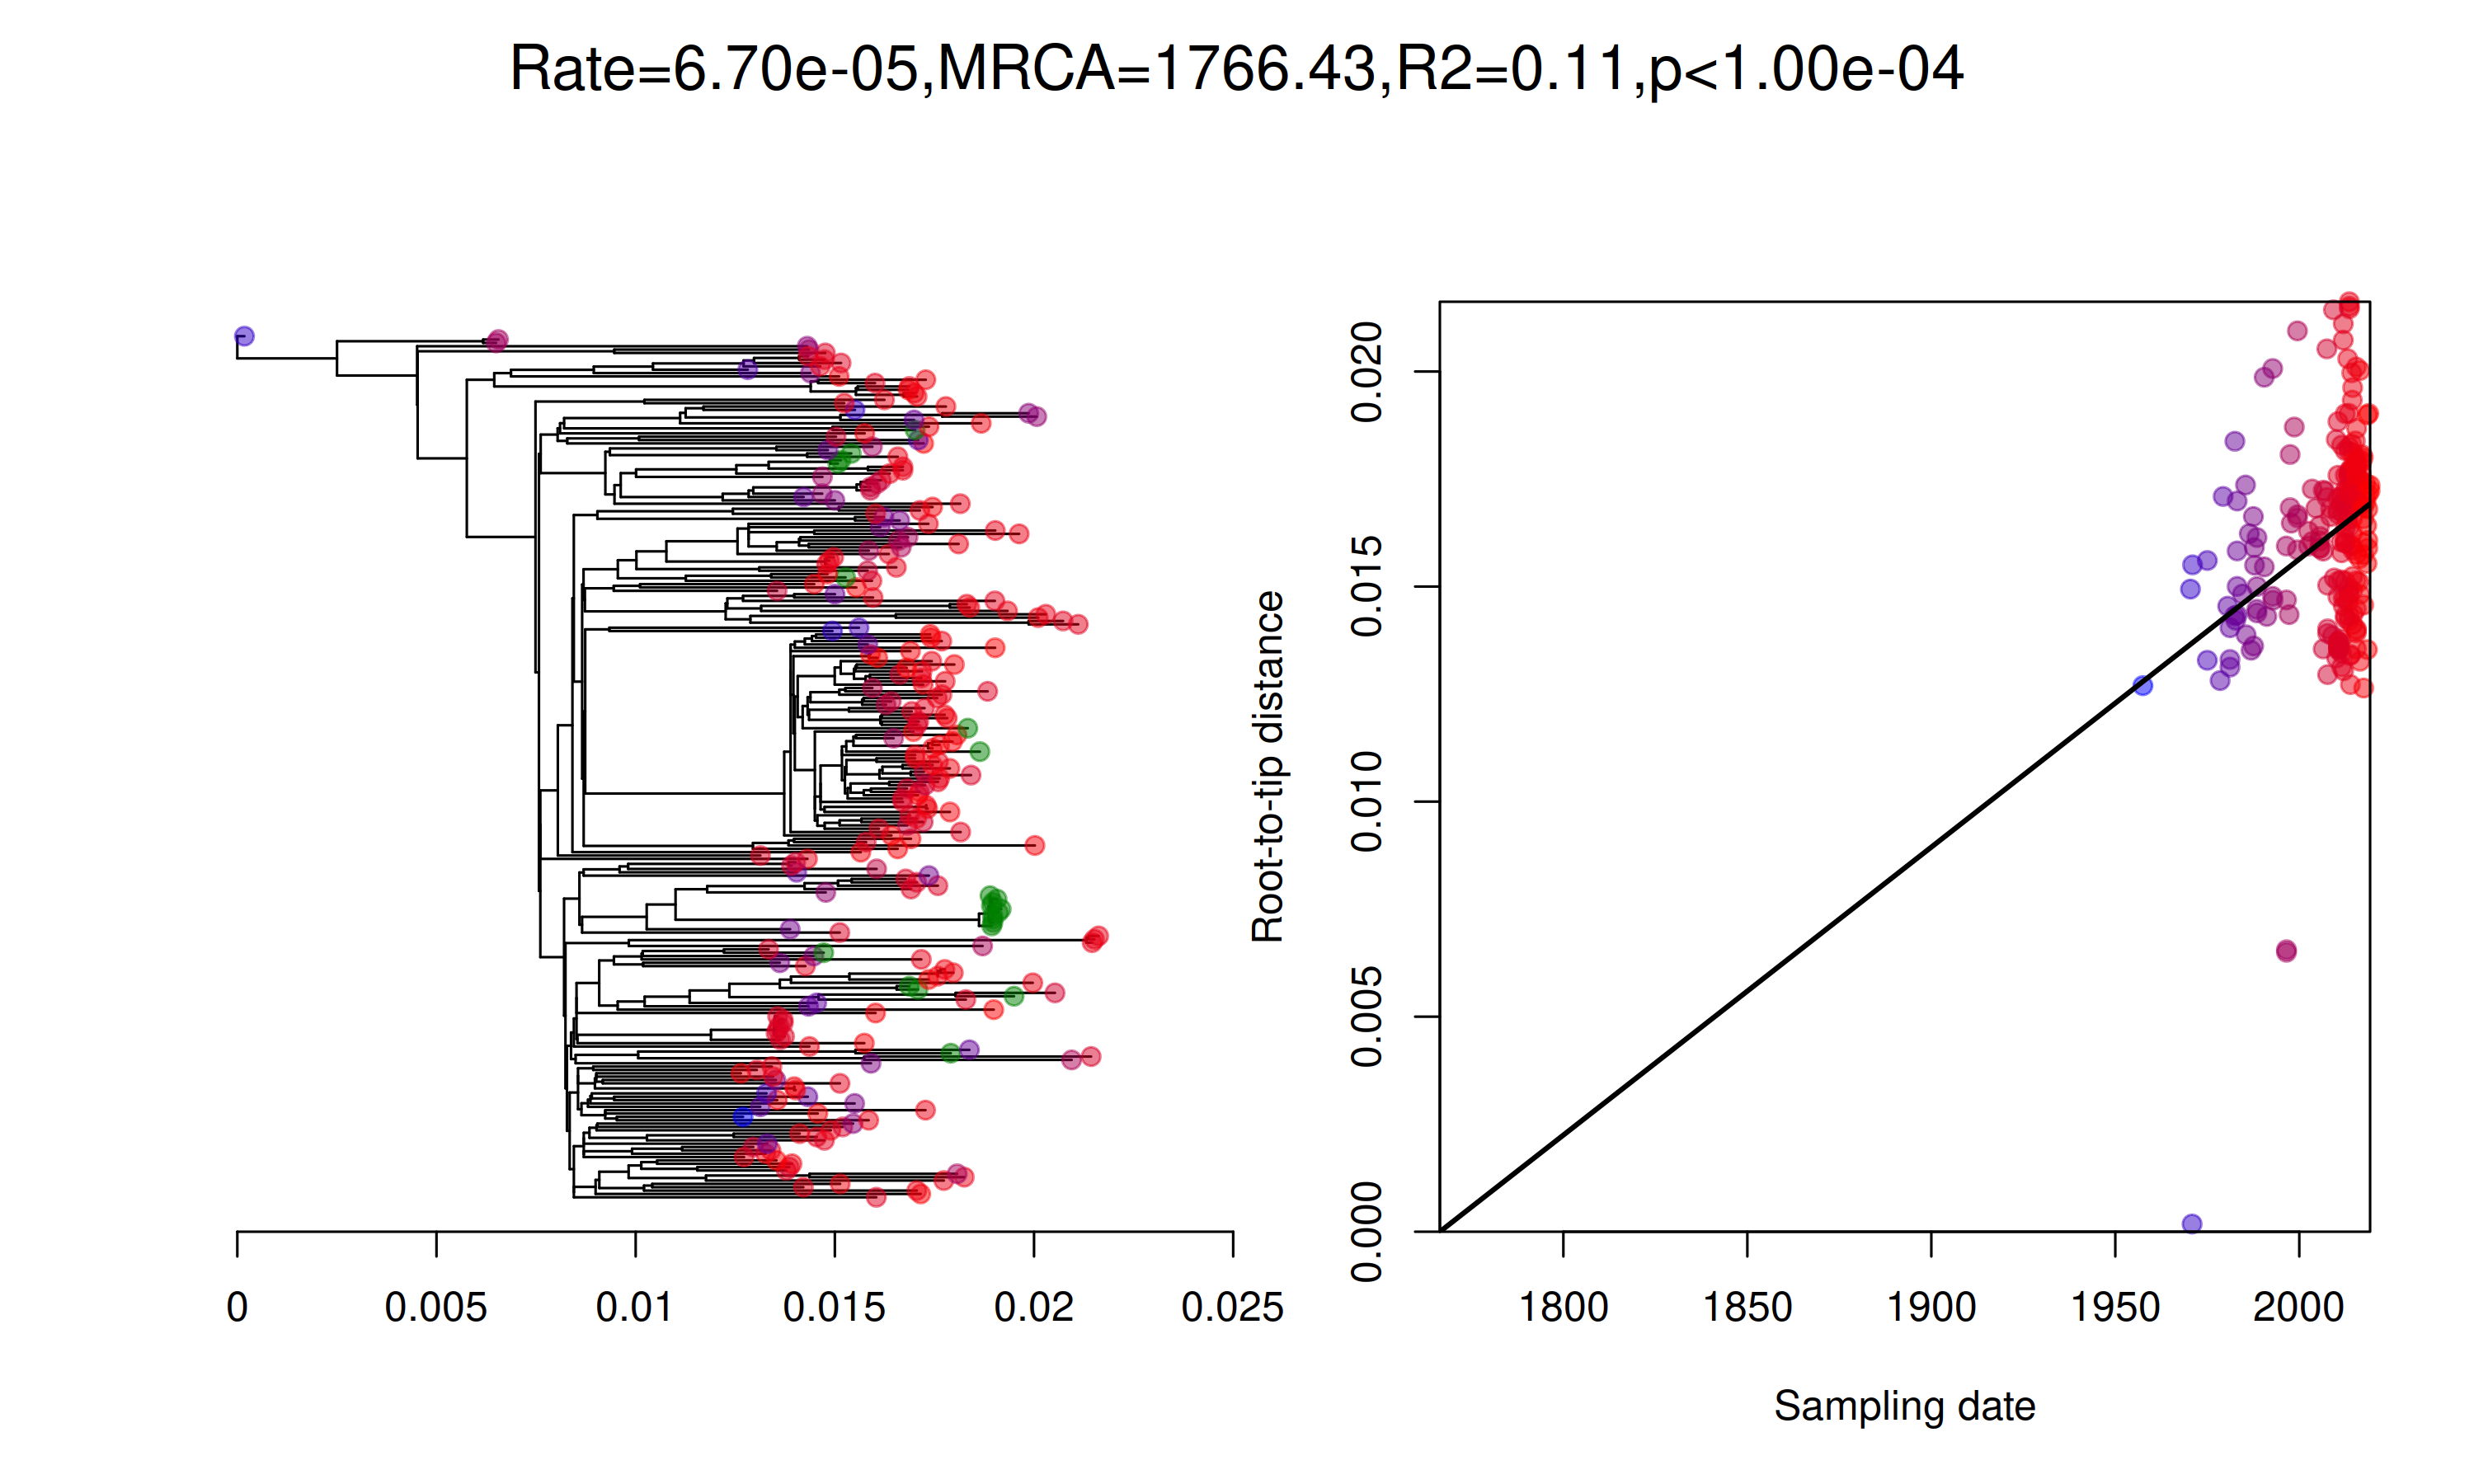 Rate=6.70e-05,MRCA=1766.43,R2=0.11,p<1.00e-04
0 0.005 0.01 0.015 0.02 0.025
Root-to-tip distance
0.000 0.005 0.010 0.015 0.020
1800 1850 1900 1950 2000
Sampling date